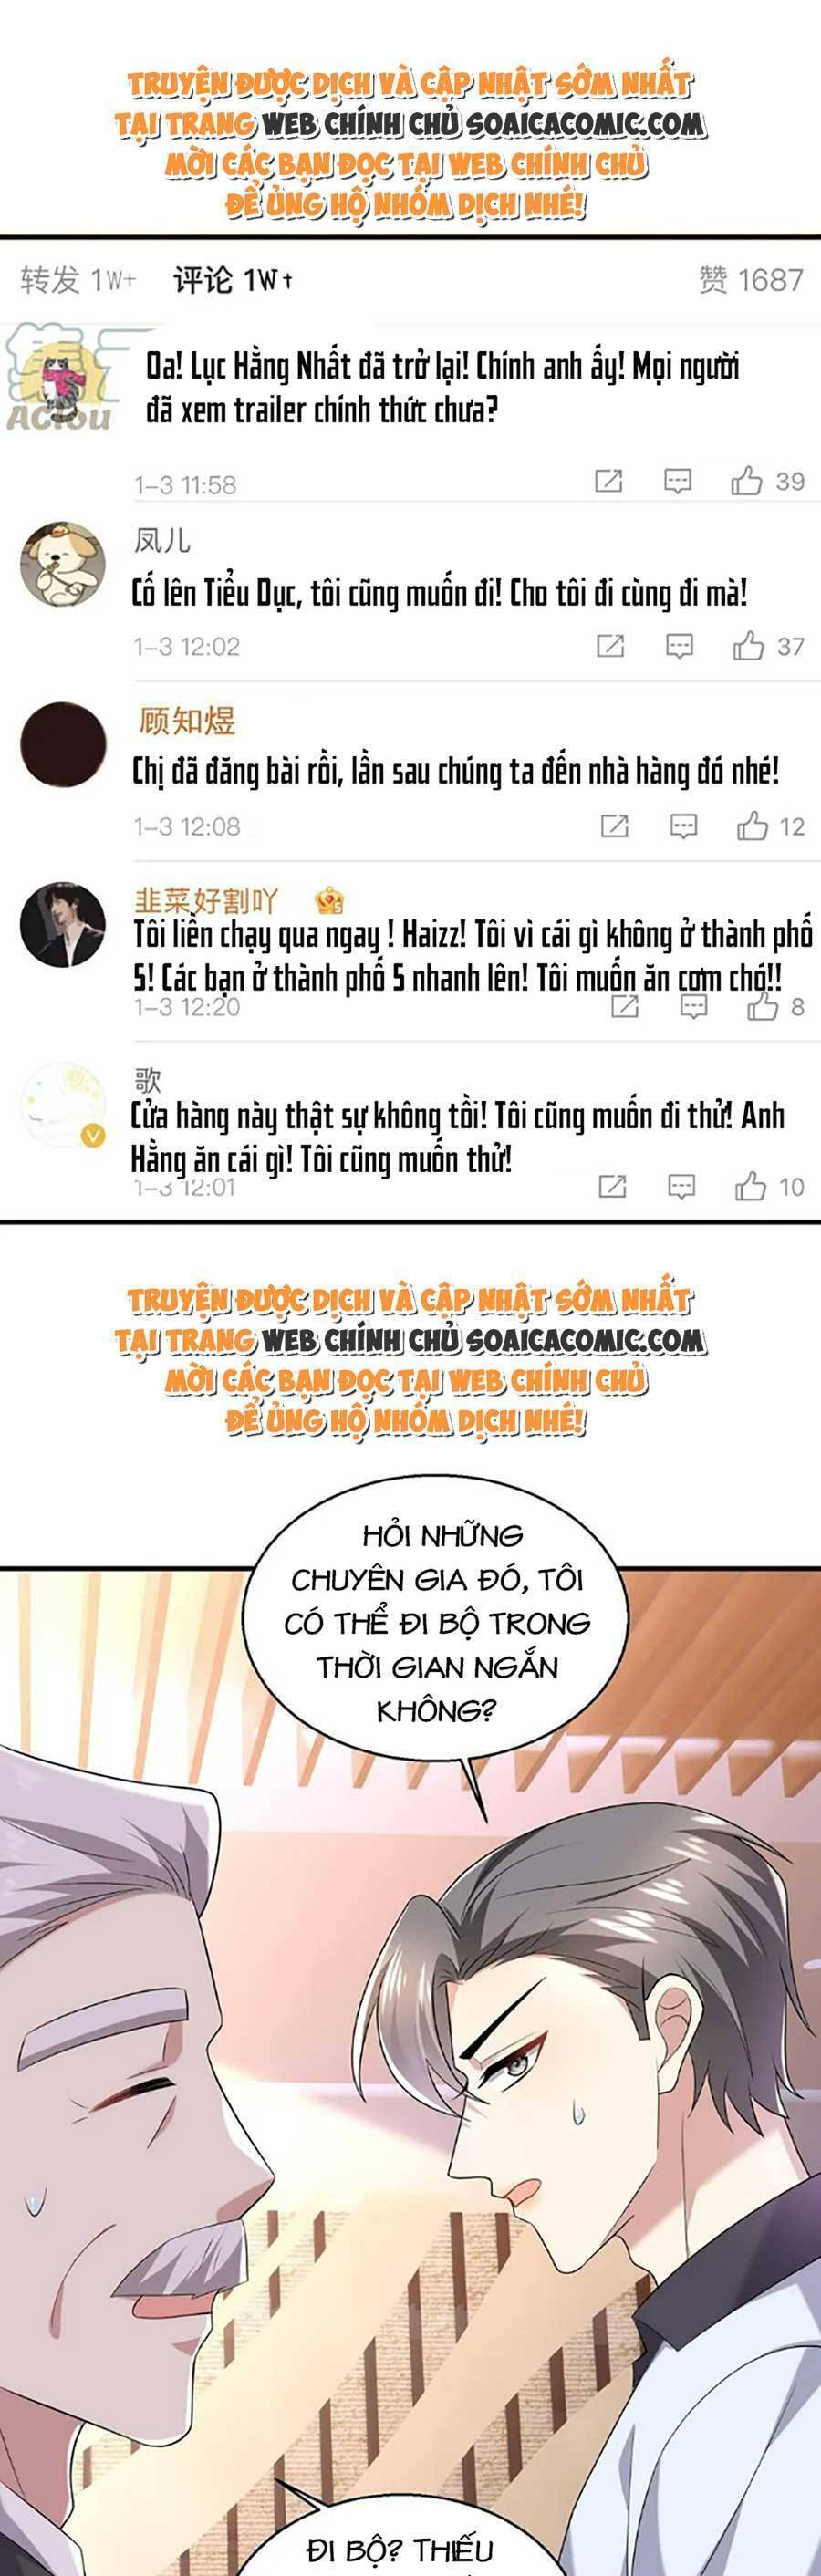 TRUYỆN ĐƯỢC DỊCH VÀ CẬP NHẬT SỚM NHẤT
TẠI TRANG WEB CHÍNH CHỦ SOAICACOMIC.COM
MỜI CÁC BẠN ĐỌC TẠI WEB CHÍNH CHỦ
ĐỂ ỦNG HỘ NHÓM DỊCH NHÉ!
转发 1W+ 评论 1W+ 赞 1687
Oa! Lục Hằng Nhất đã trở lại! Chính anh ấy! Mọi người
đã xem trailer chính thức chưa?
1-3 11:58 39
凤儿
Cố lên Tiểu Dục, tôi cũng muốn đi! Cho tôi đi cùng đi mà!
1-3 12:02 37
顾知煜
Chị đã đăng bài rồi, lần sau chúng ta đến nhà hàng đó nhé!
1-3 12:08 12
韭菜好割吖
Tôi liền chạy qua ngay ! Haizz! Tôi vì cái gì không ở thành phố
S! Các bạn ở thành phố S nhanh lên! Tôi muốn ăn cơm chó!!
1-3 12:20 8
歌
Cửa hàng này thật sự không tồi! Tôi cũng muốn đi thử! Anh
Hằng ăn cái gì! Tôi cũng muốn thử!
1-3 12:01 10
TRUYỆN ĐƯỢC DỊCH VÀ CẬP NHẬT SỚM NHẤT
TẠI TRANG WEB CHÍNH CHỦ SOAICACOMIC.COM
MỜI CÁC BẠN ĐỌC TẠI WEB CHÍNH CHỦ
ĐỂ ỦNG HỘ NHÓM DỊCH NHÉ!
HỎI NHỮNG
CHUYÊN GIA ĐÓ, TÔI
CÓ THỂ ĐI BỘ TRONG
THỜI GIAN NGẮN
KHÔNG?
ĐI BỘ? THIẾU